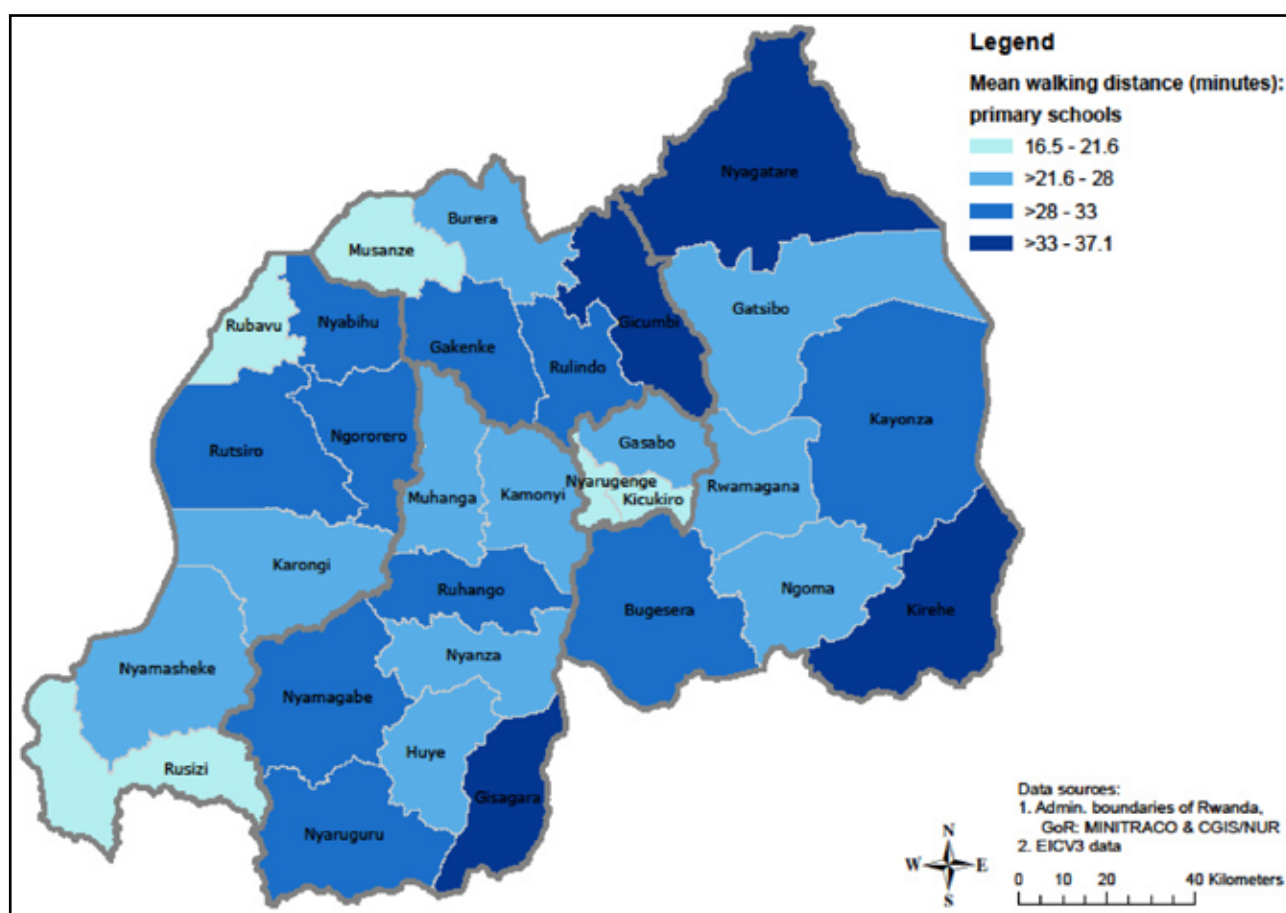 Legend
Mean walking distance (minutes):
primary schools
16.5 - 21.6
>21.6 - 28
>28 - 33
>33 - 37.1
Nyagatare
Burera
Musanze
Gatsibo
Rubavu
Nyabihu
Gicumbi
Gakenke
Rulindo
Kayonza
Gasabo
Rutsiro
Ngororero
Nyarugenge
Rwamagana
Muhanga
Kamonyi
Kicukiro
Karongi
Ruhango
Ngoma
Bugesera
Kirehe
Nyamasheke
Nyanza
Nyamagabe
Huye
Rusizi
Gisagara
Nyaruguru
Data sources:
1. Admin. boundaries of Rwanda,
GoR: MINITRACO & CGIS/NUR
2. EICV3 data
N
W E
S
0 10 20 40 Kilometers